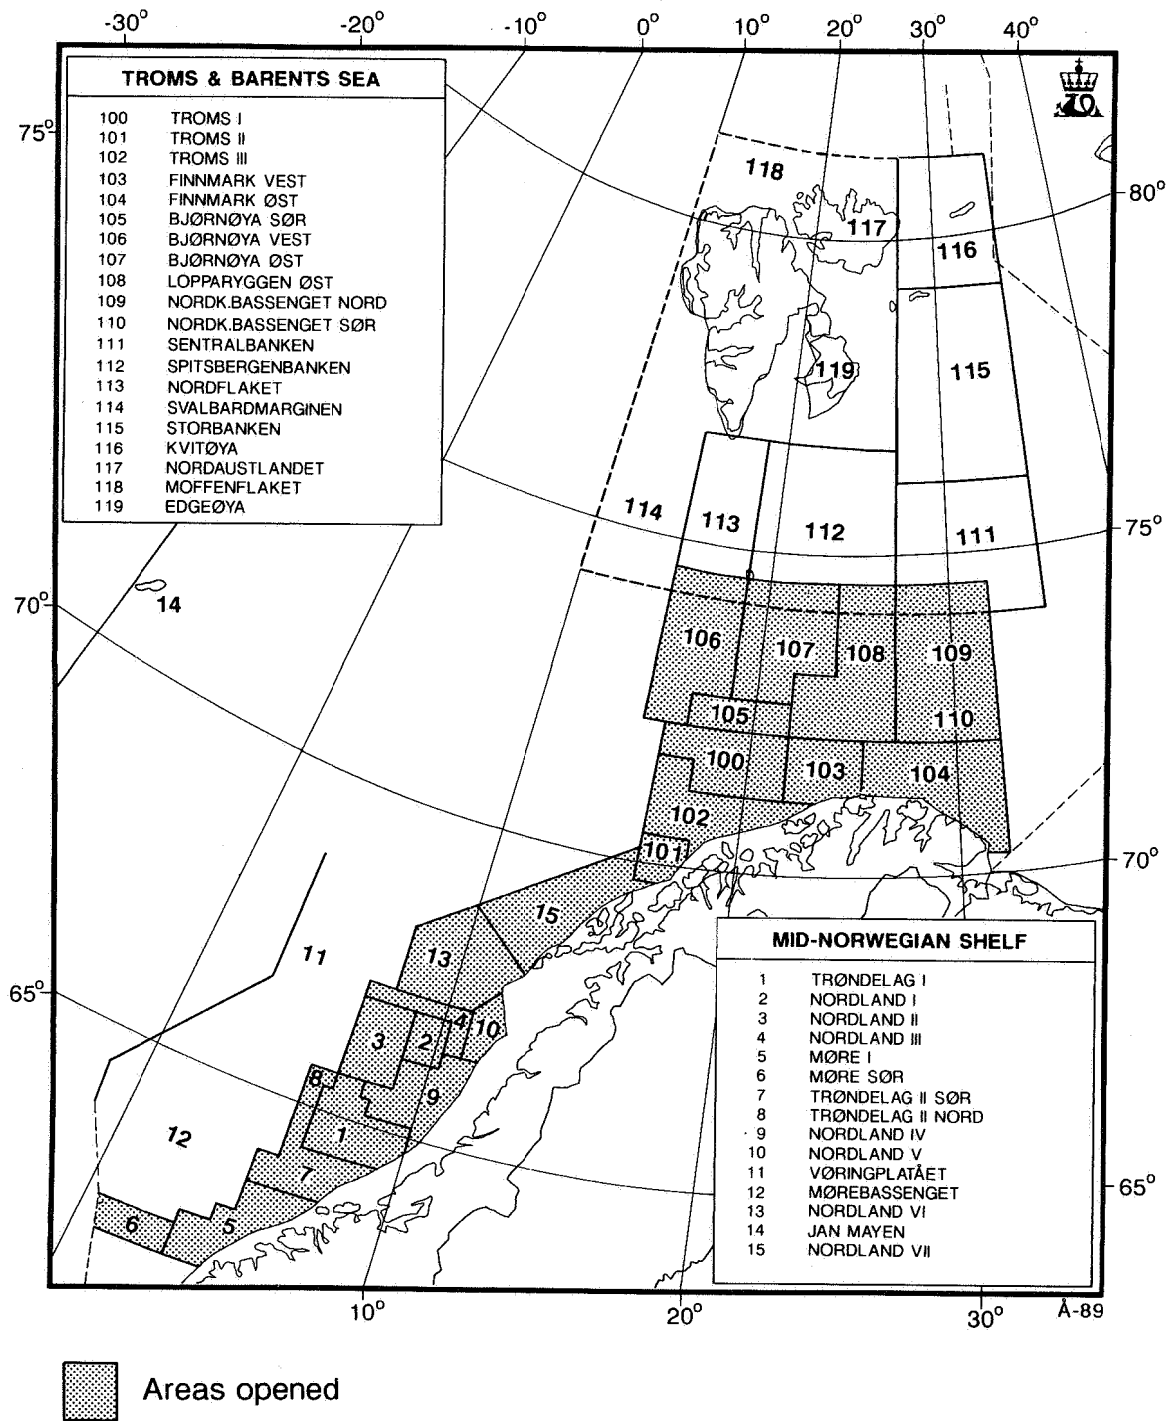 -30° -20° -10° 0° 10° 20° 30° 40°
TROMS & BARENTS SEA
100 TROMS I
101 TROMS II
102 TROMS III
103 FINNMARK VEST
104 FINNMARK ØST
105 BJØRNØYA SØR
106 BJØRNØYA VEST
107 BJØRNØYA ØST
108 LOPPARYGGEN ØST
109 NORDK.BASSENGET NORD
110 NORDK.BASSENGET SØR
111 SENTRALBANKEN
112 SPITSBERGENBANKEN
113 NORDFLAKET
114 SVALBARDMARGINEN
115 STORBANKEN
116 KVITØYA
117 NORDAUSTLANDET
118 MOFFENFLAKET
119 EDGEØYA
75°
80°
118
117
116
119
115
114
113
112
111
75°
70°
14
106
107
108
109
105
110
100
103
104
102
101
70°
15
11
13
65°
3
2
4
10
8
9
1
12
7
6
5
65°
MID-NORWEGIAN SHELF
1 TRØNDELAG I
2 NORDLAND I
3 NORDLAND II
4 NORDLAND III
5 MØRE I
6 MØRE SØR
7 TRØNDELAG II SØR
8 TRØNDELAG II NORD
9 NORDLAND IV
10 NORDLAND V
11 VØRINGPLATÅET
12 MØREBASSENGET
13 NORDLAND VI
14 JAN MAYEN
15 NORDLAND VII
10° 20° 30°
Å-89
Areas opened